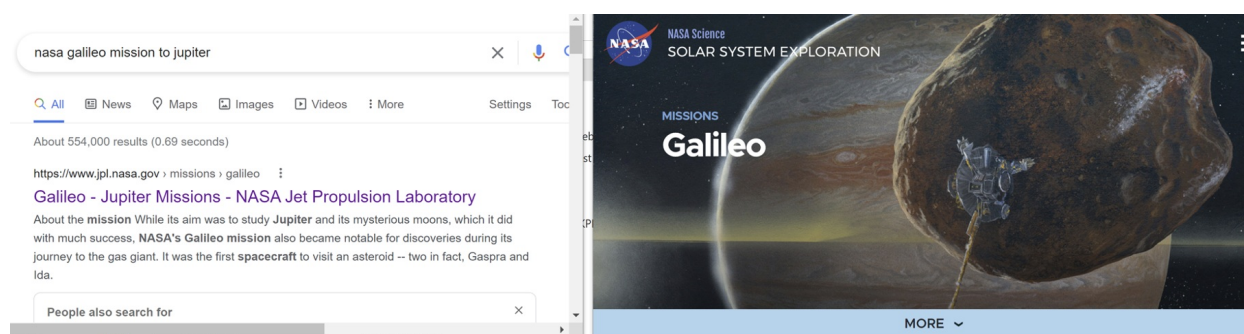 nasa galileo mission to jupiter
All News Maps Images Videos More Settings
About 554,000 results (0.69 seconds)
https://www.jpl.nasa.gov › missions › galileo
Galileo - Jupiter Missions - NASA Jet Propulsion Laboratory
About the mission While its aim was to study Jupiter and its mysterious moons, which it did
with much success, NASA's Galileo mission also became notable for discoveries during its
journey to the gas giant. It was the first spacecraft to visit an asteroid -- two in fact, Gaspra and
Ida.
People also search for
NASA
NASA Science
SOLAR SYSTEM EXPLORATION
MISSIONS
Galileo
MORE